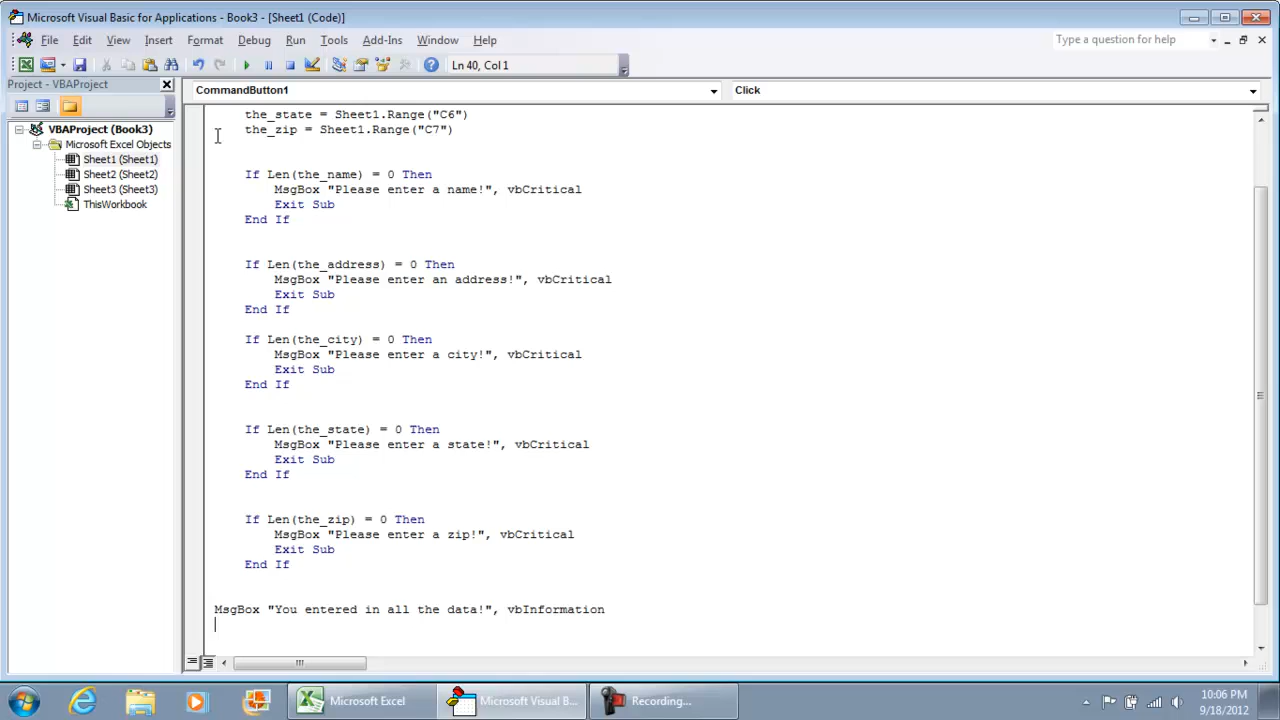 Microsoft Visual Basic for Applications - Book3 - [Sheet1 (Code)]
File Edit View Insert Format Debug Run Tools Add-Ins Window Help
Type a question for help
Ln 40, Col 1
Project - VBAProject
CommandButton1
Click
VBAProject (Book3)
Microsoft Excel Objects
Sheet1 (Sheet1)
Sheet2 (Sheet2)
Sheet3 (Sheet3)
ThisWorkbook
the_state = Sheet1.Range("C6")
the_zip = Sheet1.Range("C7")
If Len(the_name) = 0 Then
MsgBox "Please enter a name!", vbCritical
Exit Sub
End If
If Len(the_address) = 0 Then
MsgBox "Please enter an address!", vbCritical
Exit Sub
End If
If Len(the_city) = 0 Then
MsgBox "Please enter a city!", vbCritical
Exit Sub
End If
If Len(the_state) = 0 Then
MsgBox "Please enter a state!", vbCritical
Exit Sub
End If
If Len(the_zip) = 0 Then
MsgBox "Please enter a zip!", vbCritical
Exit Sub
End If
MsgBox "You entered in all the data!", vbInformation
Microsoft Excel
Microsoft Visual B...
Recording...
10:06 PM
9/18/2012